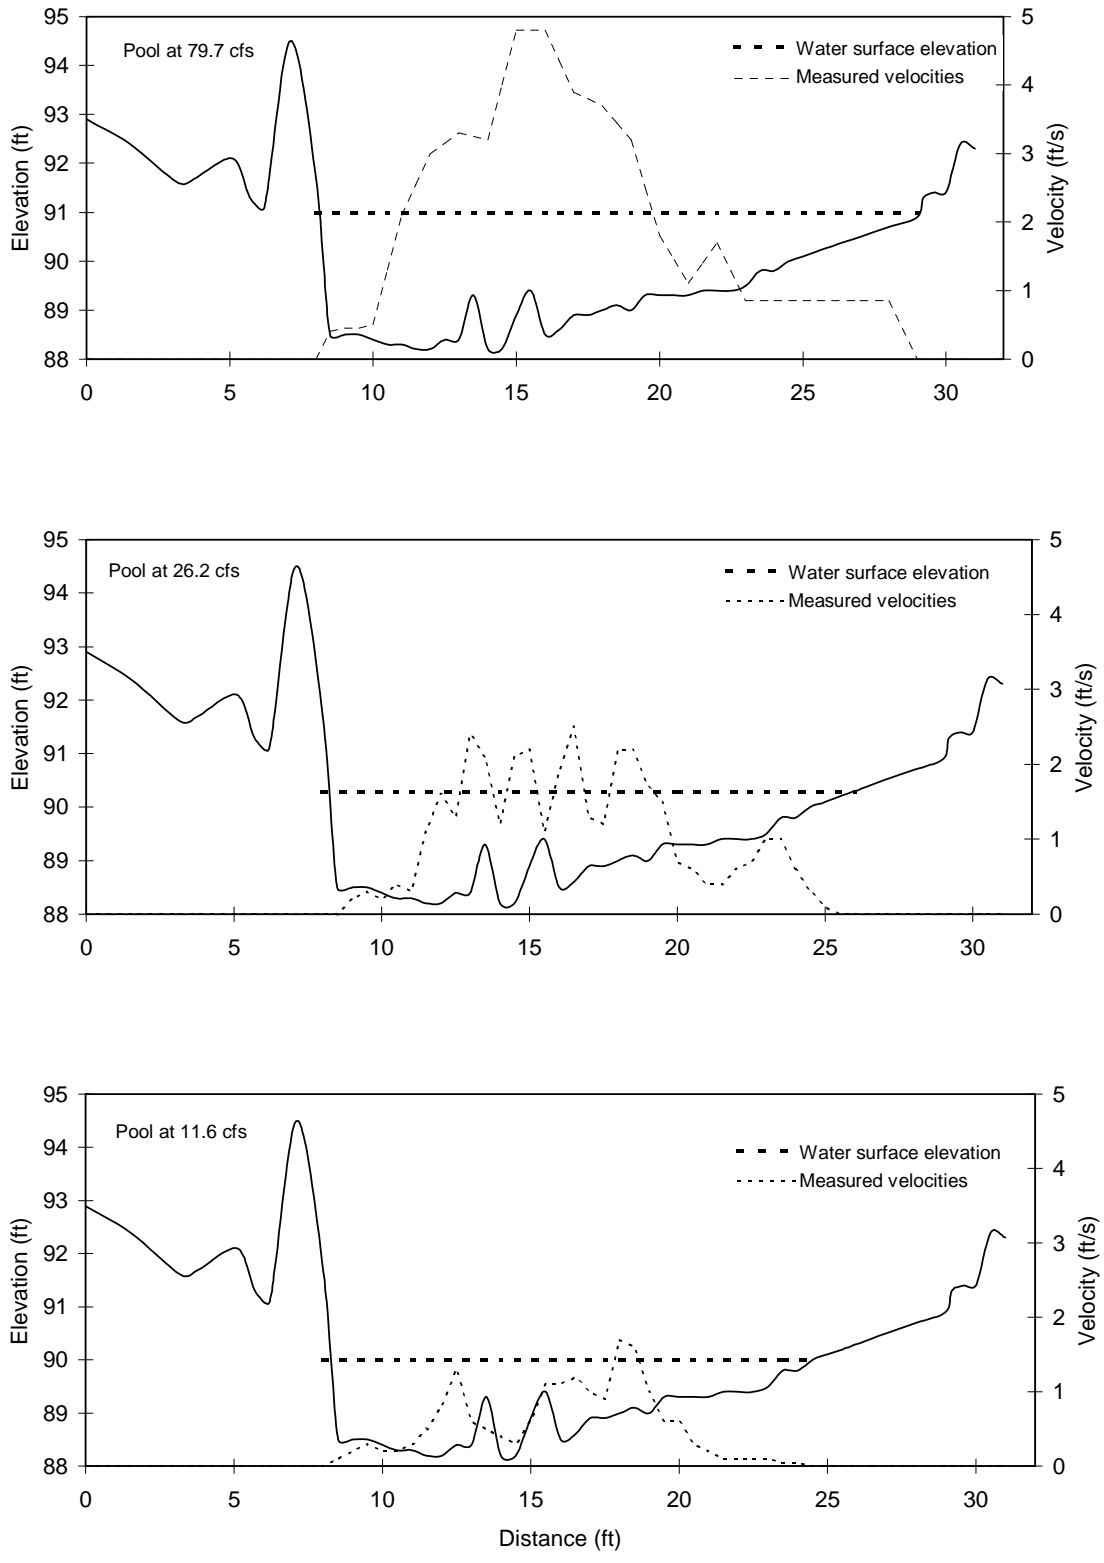 Pool at 79.7 cfs
Water surface elevation
Measured velocities
Elevation (ft)
95
94
93
92
91
90
89
88
5
4
3
2
1
0
Velocity (ft/s)
0 5 10 15 20 25 30
Pool at 26.2 cfs
Water surface elevation
Measured velocities
Elevation (ft)
95
94
93
92
91
90
89
88
5
4
3
2
1
0
Velocity (ft/s)
0 5 10 15 20 25 30
Pool at 11.6 cfs
Water surface elevation
Measured velocities
Elevation (ft)
95
94
93
92
91
90
89
88
5
4
3
2
1
0
Velocity (ft/s)
0 5 10 15 20 25 30
Distance (ft)